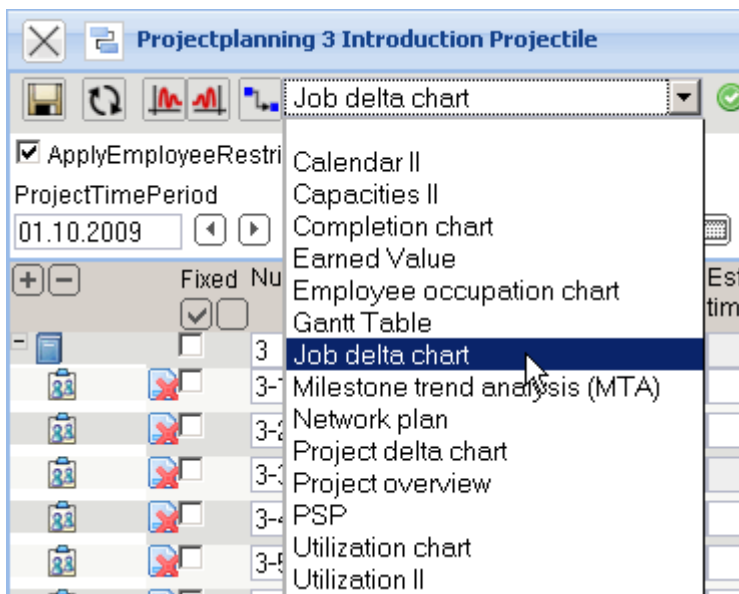 Projectplanning 3 Introduction Projectile
Job delta chart
ApplyEmployeeRestri
ProjectTimePeriod
01.10.2009
Calendar II
Capacities II
Completion chart
Earned Value
Employee occupation chart
Gantt Table
Job delta chart
Milestone trend analysis (MTA)
Network plan
Project delta chart
Project overview
PSP
Utilization chart
Utilization II
Fixed Nu
Est
tim
3
3-1
3-2
3-3
3-4
3-5